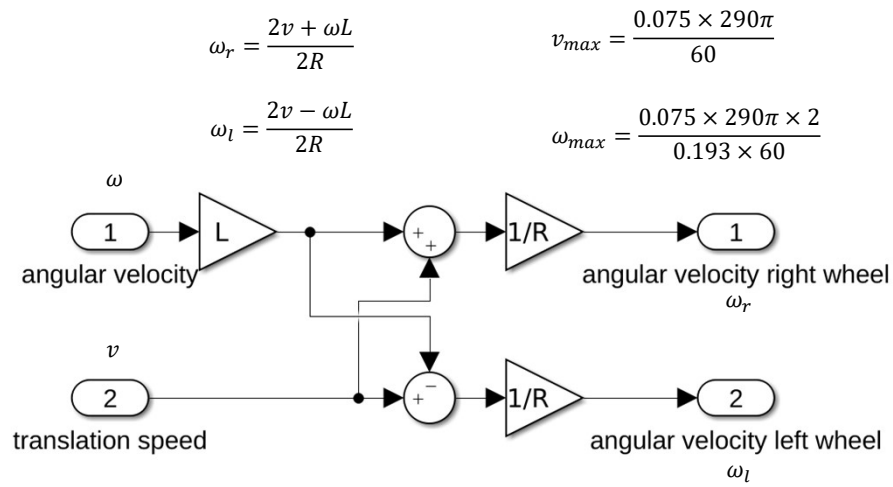 ω_r = (2v + ωL) / 2R
v_max = (0.075 × 290π) / 60
ω_l = (2v − ωL) / 2R
ω_max = (0.075 × 290π × 2) / (0.193 × 60)
ω
1
L
+
+
1/R
1
angular velocity
angular velocity right wheel
ω_r
v
2
+
−
1/R
2
translation speed
angular velocity left wheel
ω_l